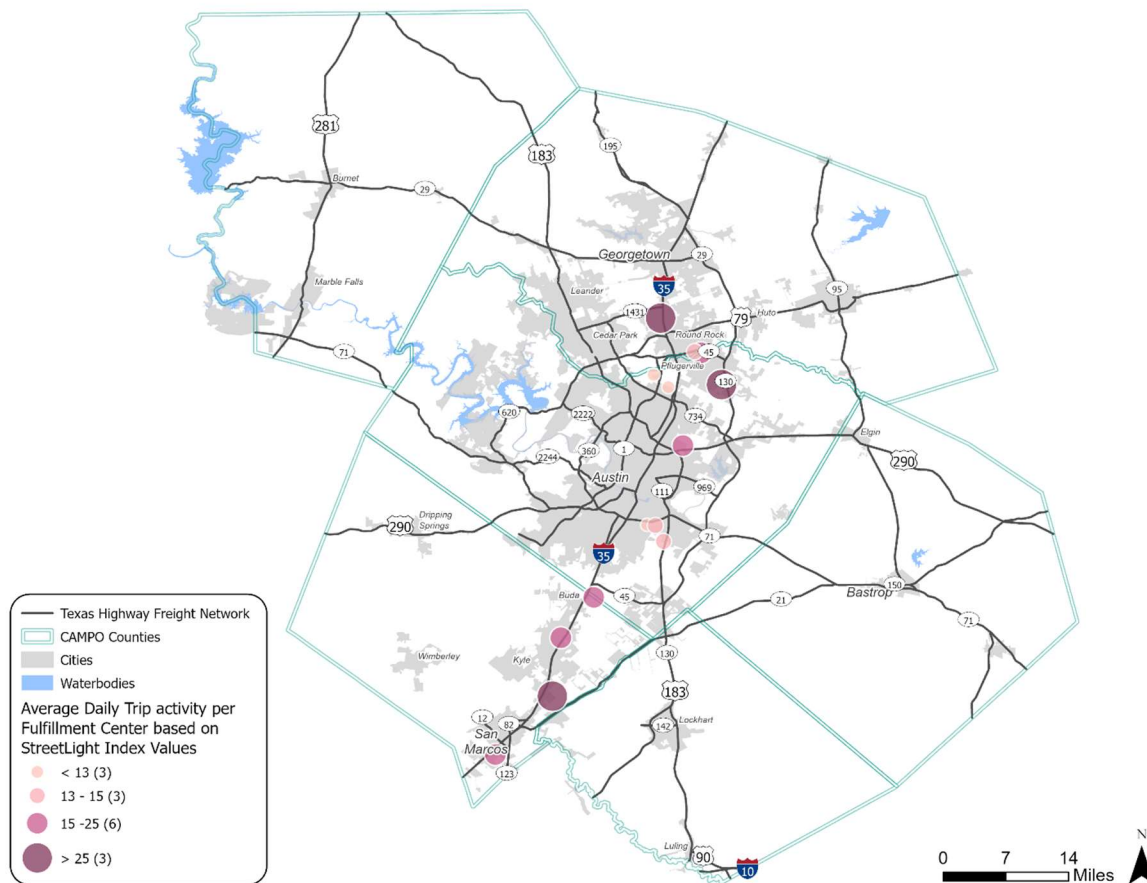 281
183
195
Burnet
29
Georgetown
29
35
95
Marble Falls
Leander
1431
79
Huto
Cedar Park
Round Rock
71
45
Pflugerville
130
620
2222
734
Elgin
360
1
2244
290
Austin
111
969
290
Dripping
Springs
35
71
Buda
45
21
150
Bastrop
71
Wimberley
Kyle
130
183
12
82
San
Marcos
142
Lockhart
123
Luling
90
10
Texas Highway Freight Network
CAMPO Counties
Cities
Waterbodies
Average Daily Trip activity per
Fulfillment Center based on
StreetLight Index Values
< 13 (3)
13 - 15 (3)
15 -25 (6)
> 25 (3)
N
0 7 14
Miles